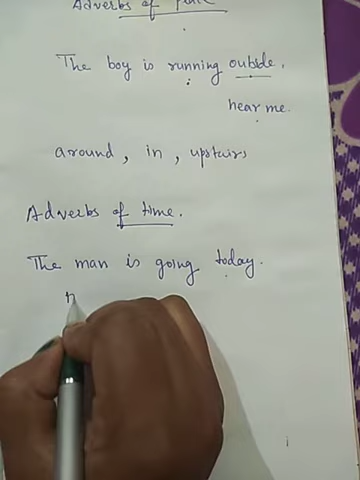 Adverbs of place
The boy is running outside.
near me.
around, in, upstairs
Adverbs of time.
The man is going today.
n